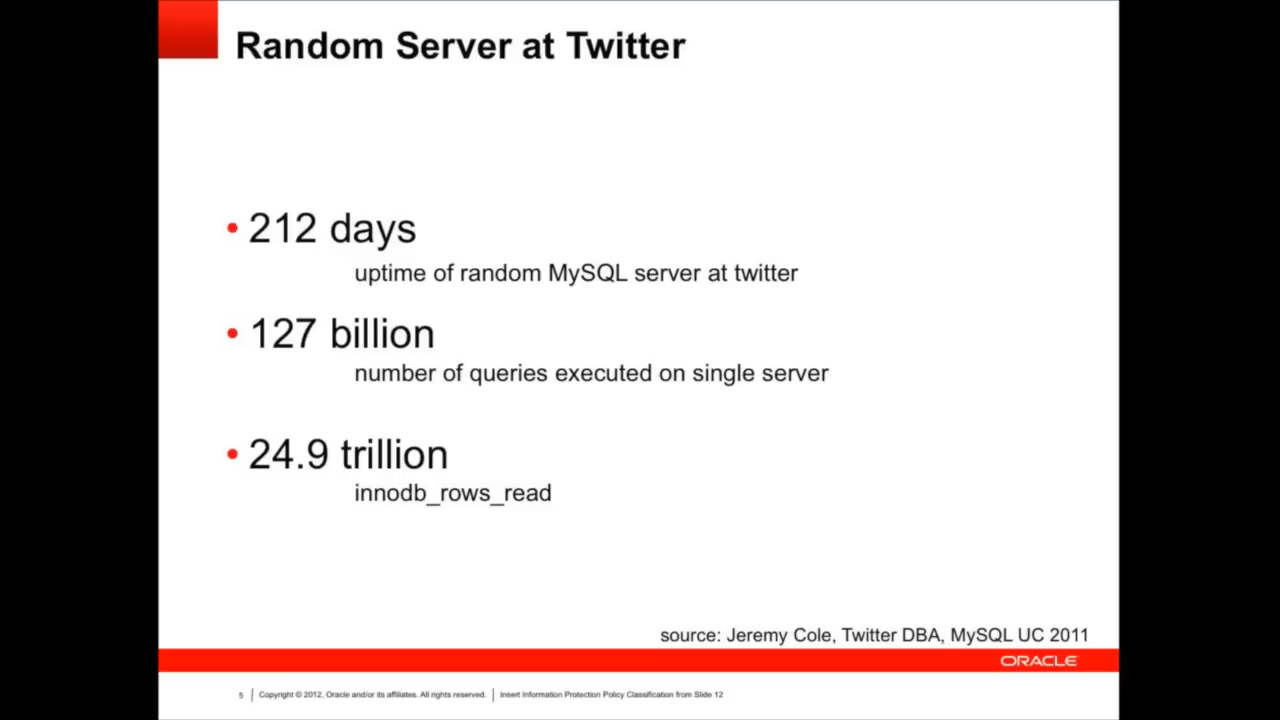 Random Server at Twitter
• 212 days
uptime of random MySQL server at twitter
• 127 billion
number of queries executed on single server
• 24.9 trillion
innodb_rows_read
source: Jeremy Cole, Twitter DBA, MySQL UC 2011
ORACLE
5 | Copyright © 2012, Oracle and/or its affiliates. All rights reserved. | Insert Information Protection Policy Classification from Slide 12